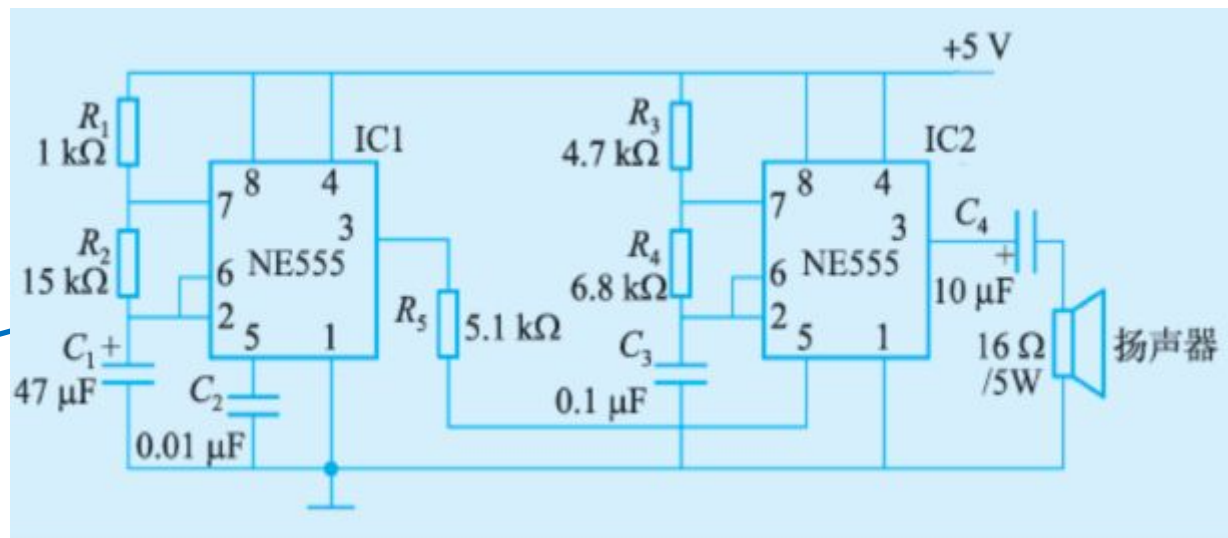 +5 V
R₁
1 kΩ
R₂
15 kΩ
C₁ +
47 μF
C₂
0.01 μF
IC1
8 4
7
3
NE555
6
2
5 1
R₅
5.1 kΩ
R₃
4.7 kΩ
R₄
6.8 kΩ
C₃
0.1 μF
IC2
8 4
7
3
NE555
6
2
5 1
C₄
+
10 μF
16 Ω
/5W
扬声器